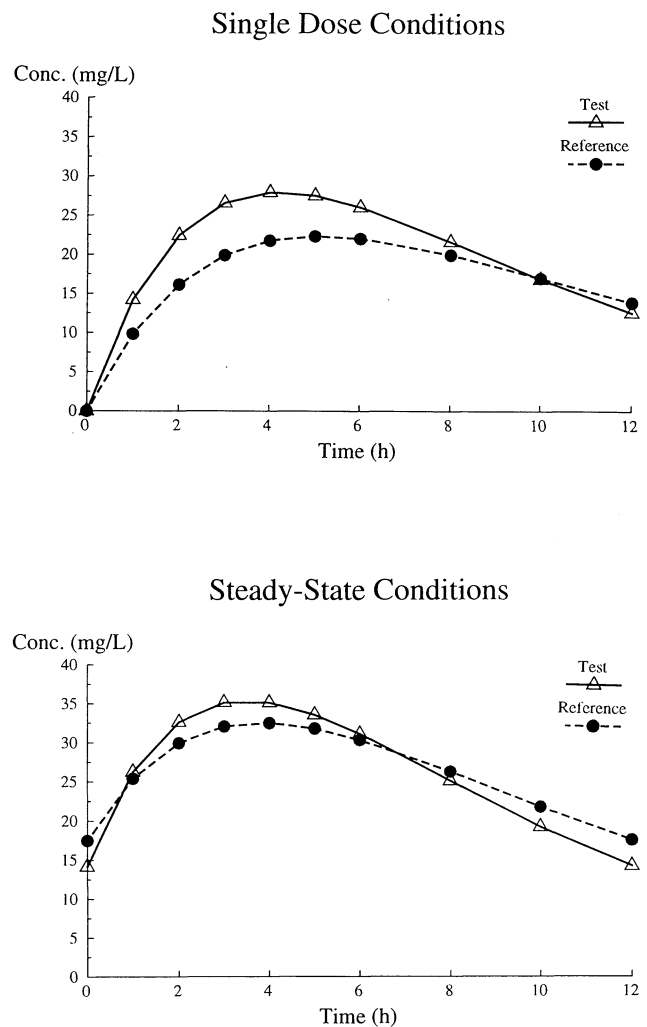 Single Dose Conditions
Conc. (mg/L)
40
35
30
25
20
15
10
5
0
0 2 4 6 8 10 12
Time (h)
Test
Reference
Steady-State Conditions
Conc. (mg/L)
40
35
30
25
20
15
10
5
0
0 2 4 6 8 10 12
Time (h)
Test
Reference